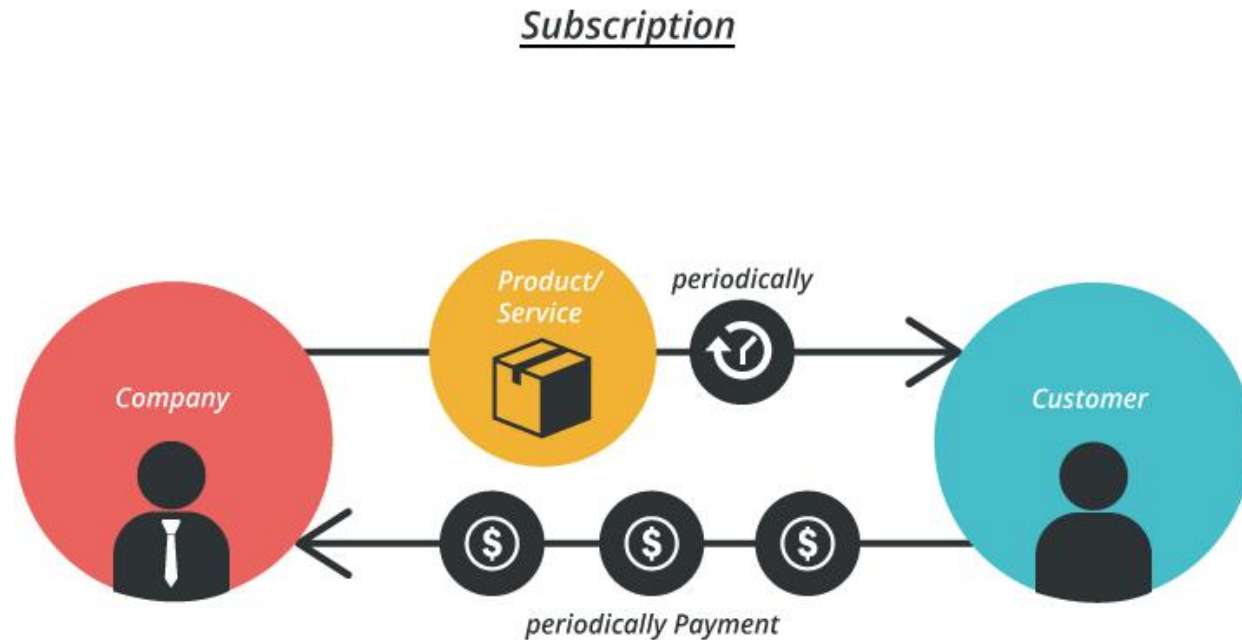 Subscription
Product/
Service
periodically
Company
Customer
$ $ $
periodically Payment